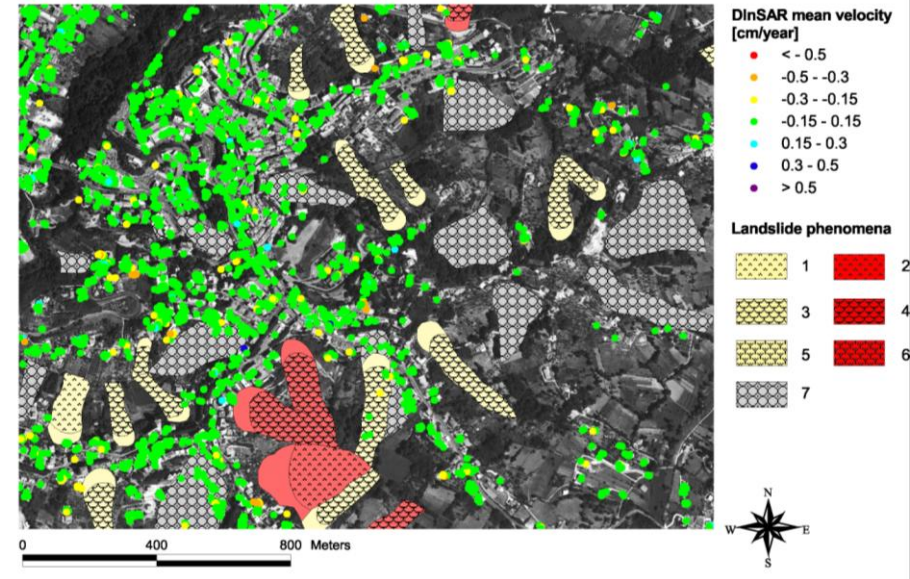 DInSAR mean velocity
[cm/year]
< - 0.5
-0.5 - -0.3
-0.3 - -0.15
-0.15 - 0.15
0.15 - 0.3
0.3 - 0.5
> 0.5
Landslide phenomena
1 2
3 4
5 6
7
N
W E
S
0 400 800 Meters